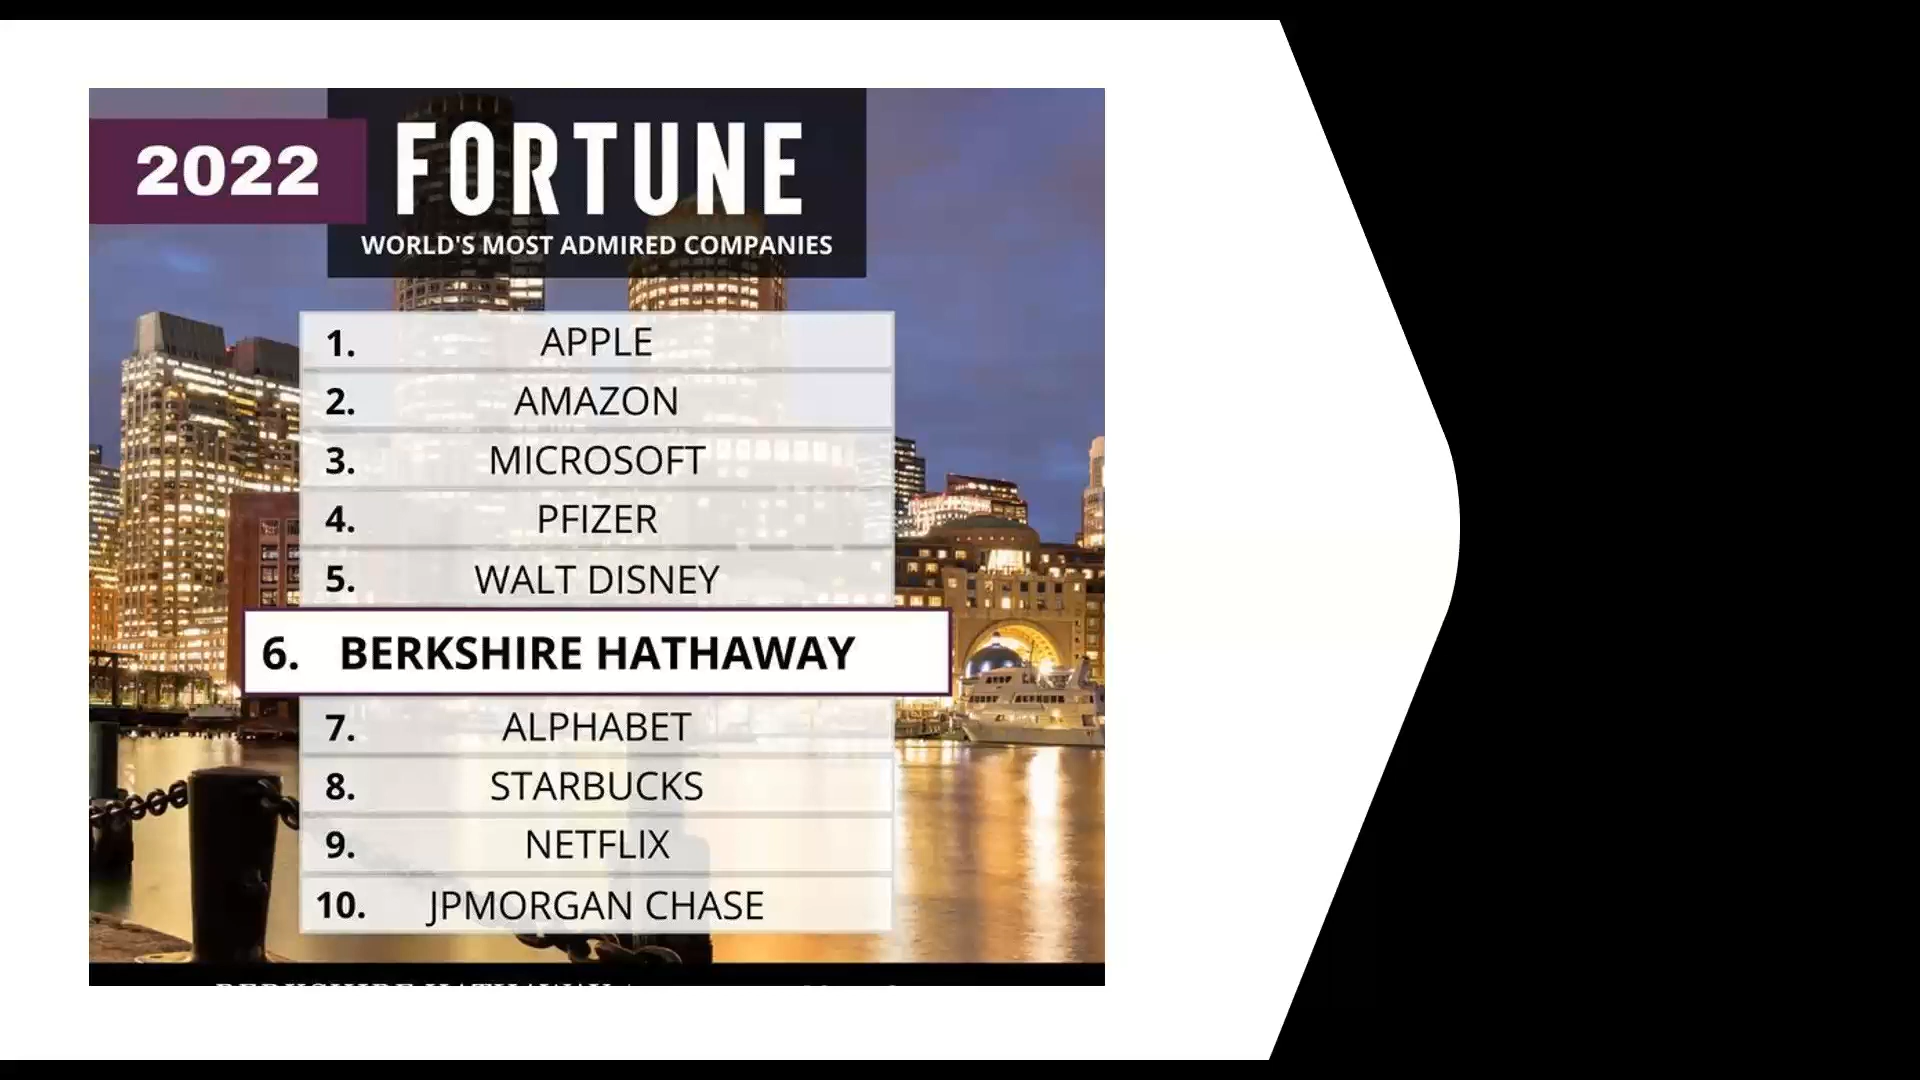 2022
FORTUNE
WORLD'S MOST ADMIRED COMPANIES
1. APPLE
2. AMAZON
3. MICROSOFT
4. PFIZER
5. WALT DISNEY
6. BERKSHIRE HATHAWAY
7. ALPHABET
8. STARBUCKS
9. NETFLIX
10. JPMORGAN CHASE